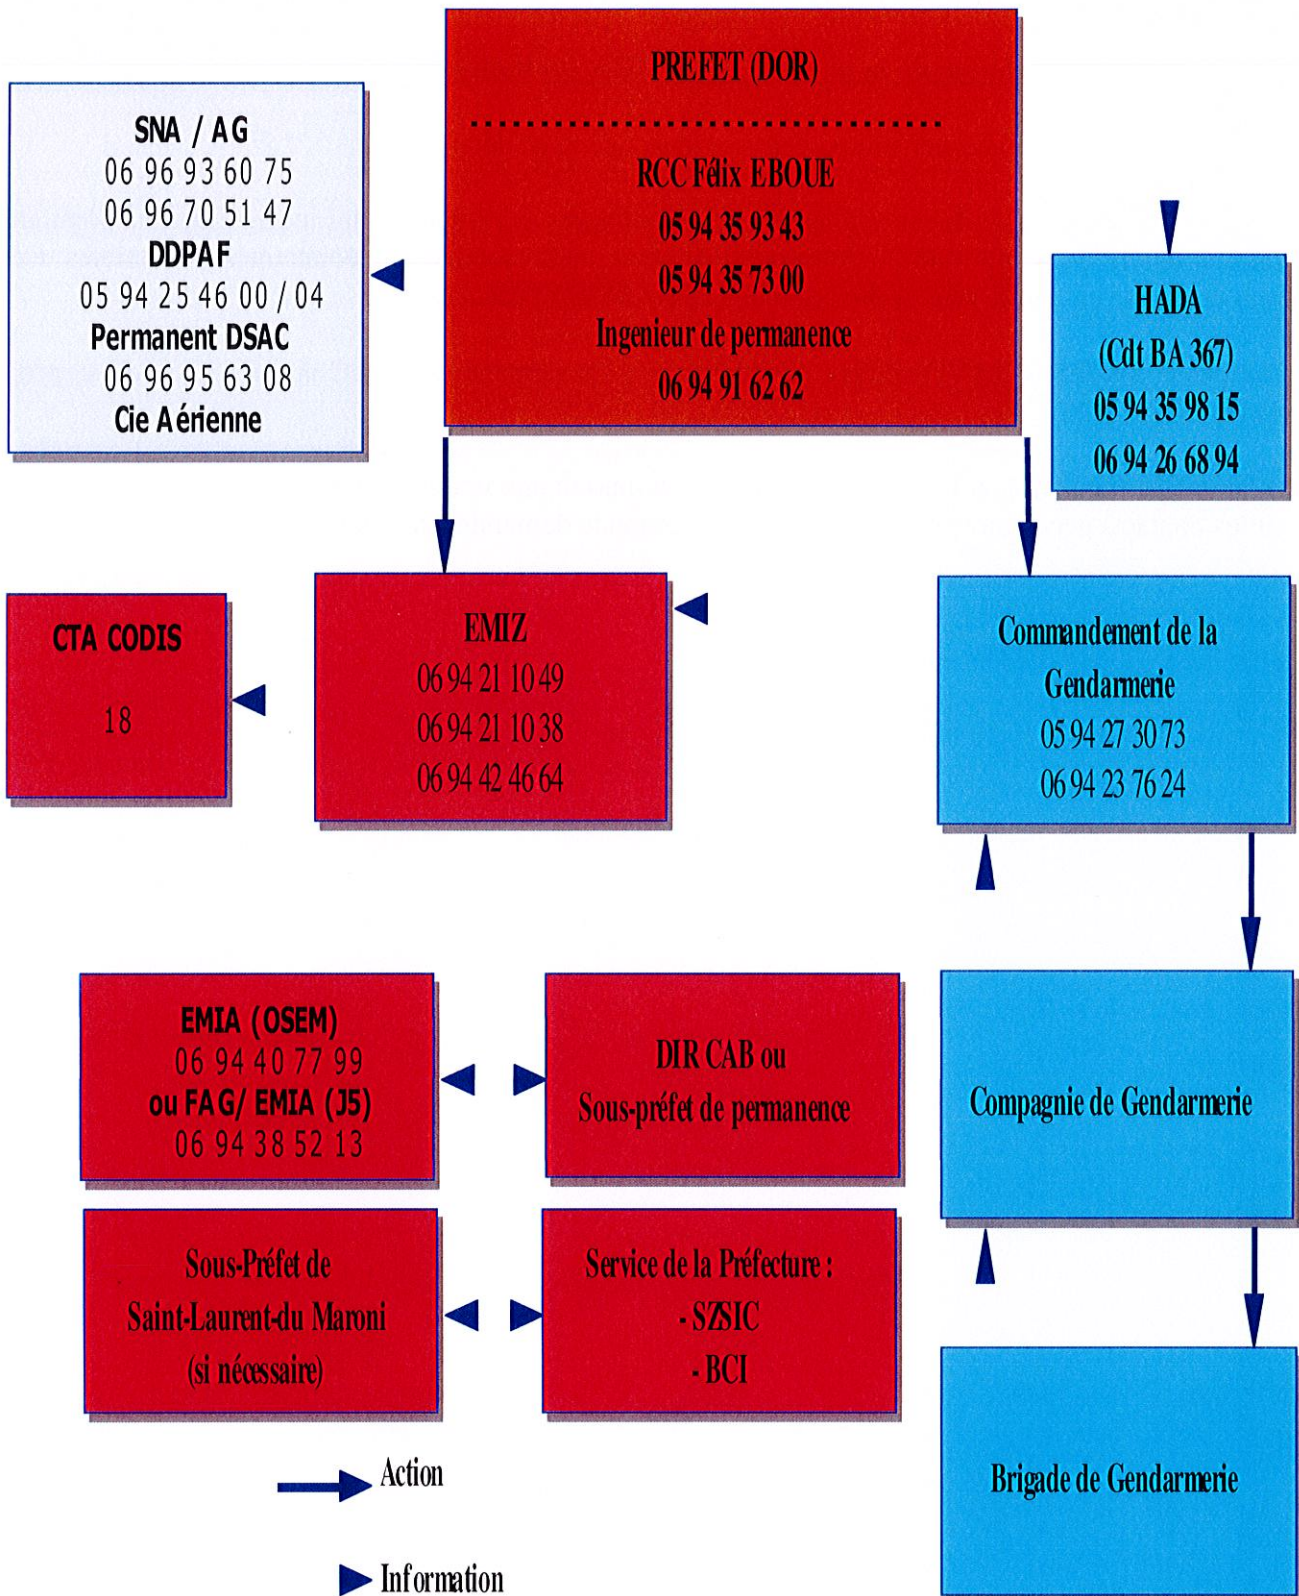 PREFET (DOR)
RCC Félix EBOUE
05 94 35 93 43
05 94 35 73 00
Ingenieur de permanence
06 94 91 62 62
SNA / AG
06 96 93 60 75
06 96 70 51 47
DDPAF
05 94 25 46 00 / 04
Permanent DSAC
06 96 95 63 08
Cie Aérienne
HADA
(Cdt BA 367)
05 94 35 98 15
06 94 26 68 94
CTA CODIS
18
EMIZ
06 94 21 10 49
06 94 21 10 38
06 94 42 46 64
Commandement de la
Gendarmerie
05 94 27 30 73
06 94 23 76 24
EMIA (OSEM)
06 94 40 77 99
ou FAG/ EMIA (J5)
06 94 38 52 13
DIR CAB ou
Sous-préfet de permanence
Compagnie de Gendarmerie
Sous-Préfet de
Saint-Laurent-du Maroni
(si nécessaire)
Service de la Préfecture :
- SZSIC
- BCI
Brigade de Gendarmerie
Action
Information